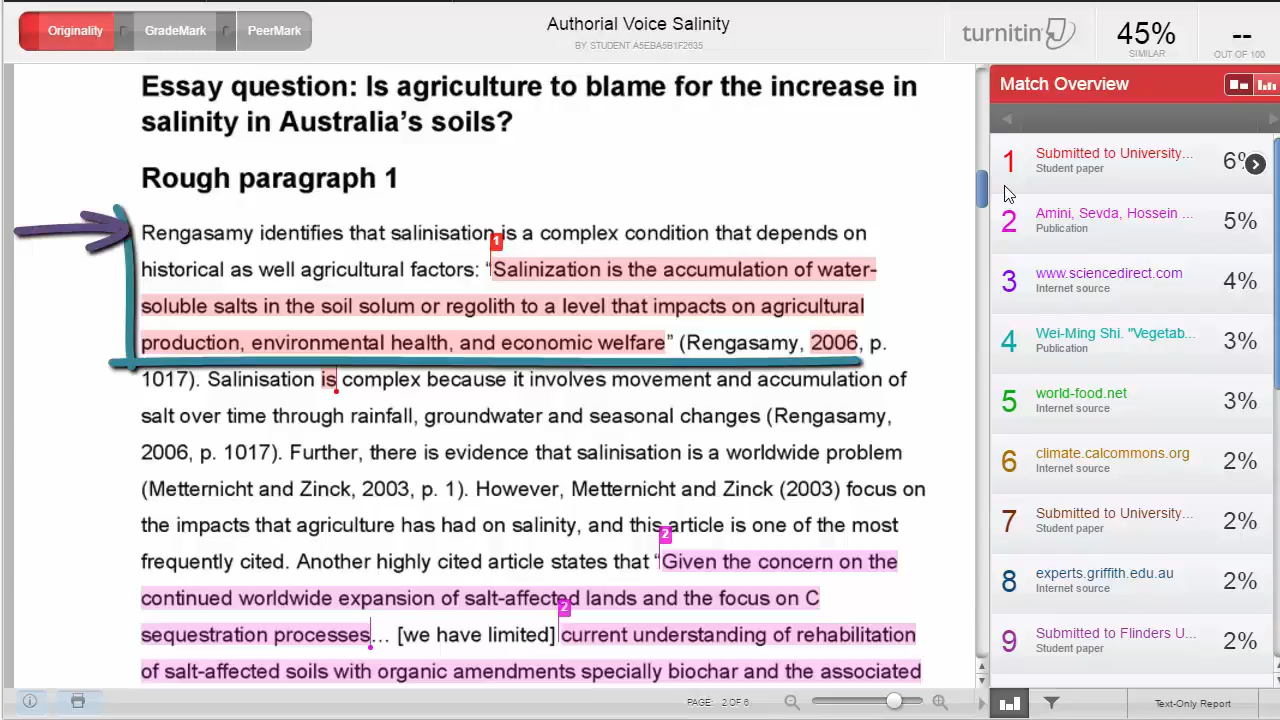 Originality
GradeMark
PeerMark
Authorial Voice Salinity
BY STUDENT A5EBA5B1F2635
turnitin
45%
SIMILAR
--
OUT OF 100
Essay question: Is agriculture to blame for the increase in
salinity in Australia's soils?
Rough paragraph 1
Rengasamy identifies that salinisation is a complex condition that depends on
1
historical as well agricultural factors: “Salinization is the accumulation of water-
soluble salts in the soil solum or regolith to a level that impacts on agricultural
production, environmental health, and economic welfare” (Rengasamy, 2006, p.
1017). Salinisation is complex because it involves movement and accumulation of
salt over time through rainfall, groundwater and seasonal changes (Rengasamy,
2006, p. 1017). Further, there is evidence that salinisation is a worldwide problem
(Metternicht and Zinck, 2003, p. 1). However, Metternicht and Zinck (2003) focus on
the impacts that agriculture has had on salinity, and this article is one of the most
2
frequently cited. Another highly cited article states that “Given the concern on the
continued worldwide expansion of salt-affected lands and the focus on C
2
sequestration processes… [we have limited] current understanding of rehabilitation
of salt-affected soils with organic amendments specially biochar and the associated
Match Overview
1
Submitted to University...
Student paper
6%
2
Amini, Sevda, Hossein ...
Publication
5%
3
www.sciencedirect.com
Internet source
4%
4
Wei-Ming Shi. "Vegetab...
Publication
3%
5
world-food.net
Internet source
3%
6
climate.calcommons.org
Internet source
2%
7
Submitted to University...
Student paper
2%
8
experts.griffith.edu.au
Internet source
2%
9
Submitted to Flinders U...
Student paper
2%
PAGE: 2 OF 6
Text-Only Report